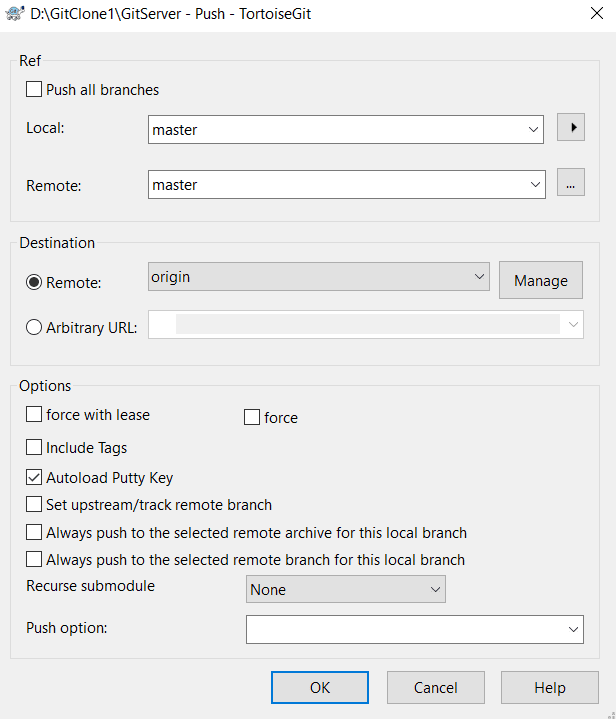 D:\GitClone1\GitServer - Push - TortoiseGit
Ref
Push all branches
Local:
master
Remote:
master
...
Destination
Remote:
origin
Manage
Arbitrary URL:
Options
force with lease
force
Include Tags
Autoload Putty Key
Set upstream/track remote branch
Always push to the selected remote archive for this local branch
Always push to the selected remote branch for this local branch
Recurse submodule
None
Push option:
OK
Cancel
Help